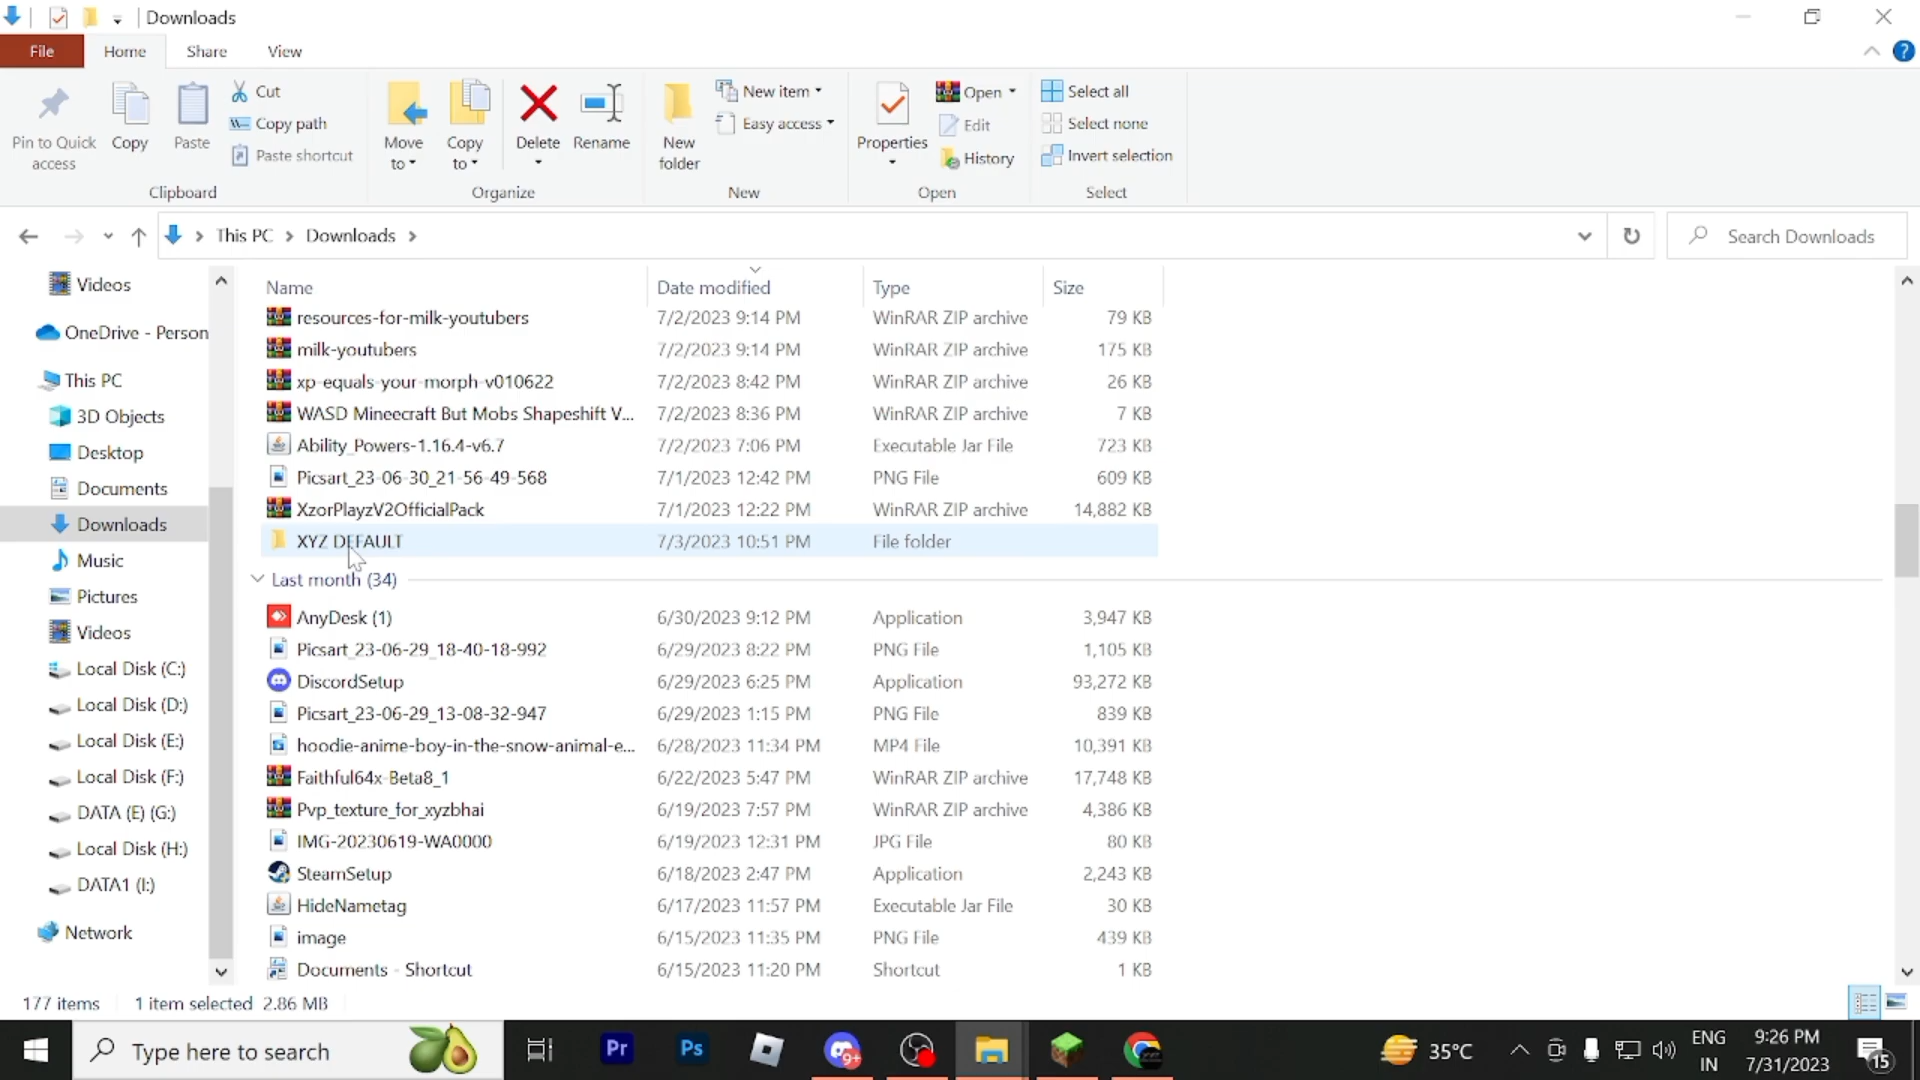 Downloads
File Home Share View
Pin to Quick access
Copy
Paste
Cut
Copy path
Paste shortcut
Clipboard
Move to
Copy to
Delete
Rename
Organize
New folder
New item
Easy access
New
Properties
Open
Edit
History
Open
Select all
Select none
Invert selection
Select
This PC Downloads
Search Downloads
Videos
OneDrive - Person
This PC
3D Objects
Desktop
Documents
Downloads
Music
Pictures
Videos
Local Disk (C:)
Local Disk (D:)
Local Disk (E:)
Local Disk (F:)
DATA (E) (G:)
Local Disk (H:)
DATA1 (I:)
Network
Name Date modified Type Size
resources-for-milk-youtubers 7/2/2023 9:14 PM WinRAR ZIP archive 79 KB
milk-youtubers 7/2/2023 9:14 PM WinRAR ZIP archive 175 KB
xp-equals-your-morph-v010622 7/2/2023 8:42 PM WinRAR ZIP archive 26 KB
WASD Minecraft But Mobs Shapeshift V... 7/2/2023 8:36 PM WinRAR ZIP archive 7 KB
Ability_Powers-1.16.4-v6.7 7/2/2023 7:06 PM Executable Jar File 723 KB
Picsart_23-06-30_21-56-49-568 7/1/2023 12:42 PM PNG File 609 KB
XzorPlayzV2OfficialPack 7/1/2023 12:22 PM WinRAR ZIP archive 14,882 KB
XYZ DEFAULT 7/3/2023 10:51 PM File folder
Last month (34)
AnyDesk (1) 6/30/2023 9:12 PM Application 3,947 KB
Picsart_23-06-29_18-40-18-992 6/29/2023 8:22 PM PNG File 1,105 KB
DiscordSetup 6/29/2023 6:25 PM Application 93,272 KB
Picsart_23-06-29_13-08-32-947 6/29/2023 1:15 PM PNG File 839 KB
hoodie-anime-boy-in-the-snow-animal-e... 6/28/2023 11:34 PM MP4 File 10,391 KB
Faithful64x-Beta8_1 6/22/2023 5:47 PM WinRAR ZIP archive 17,748 KB
Pvp_texture_for_xyzbhai 6/19/2023 7:57 PM WinRAR ZIP archive 4,386 KB
IMG-20230619-WA0000 6/19/2023 12:31 PM JPG File 80 KB
SteamSetup 6/18/2023 2:47 PM Application 2,243 KB
HideNametag 6/17/2023 11:57 PM Executable Jar File 30 KB
image 6/15/2023 11:35 PM PNG File 439 KB
Documents - Shortcut 6/15/2023 11:20 PM Shortcut 1 KB
177 items 1 item selected 2.86 MB
Type here to search
Pr
Ps
9+
35°C
ENG
IN
9:26 PM
7/31/2023
15